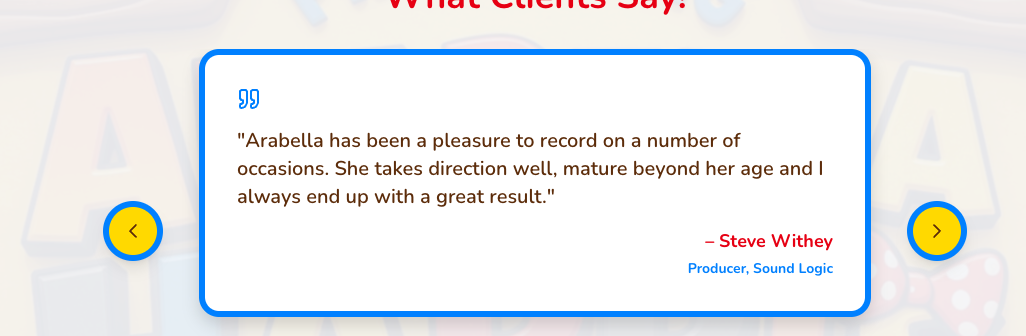 What Clients Say?
"Arabella has been a pleasure to record on a number of
occasions. She takes direction well, mature beyond her age and I
always end up with a great result."
– Steve Withey
Producer, Sound Logic